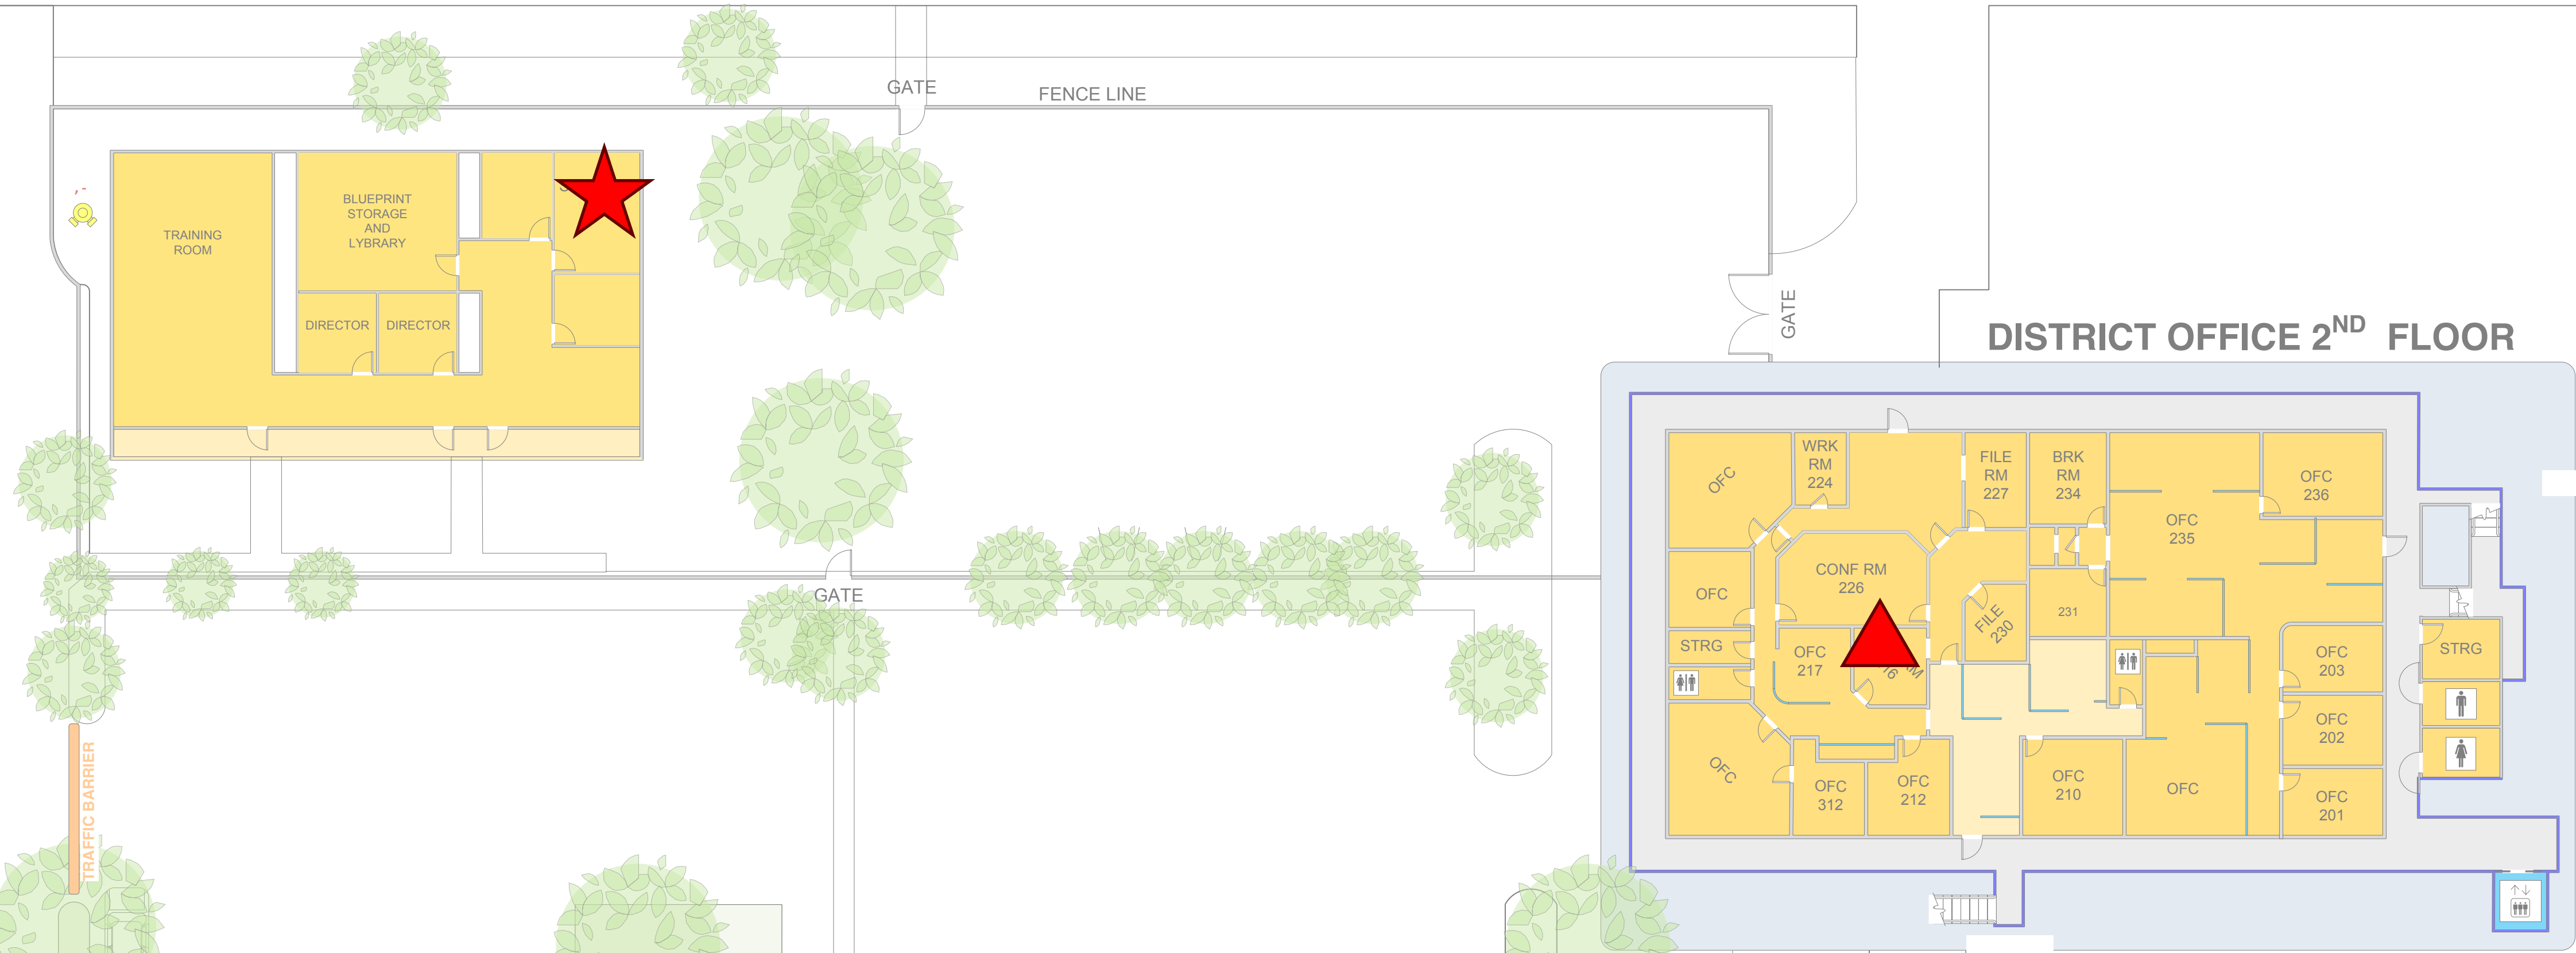 GATE
FENCE LINE
BLUEPRINT
STORAGE
AND
LYBRARY
TRAINING
ROOM
DIRECTOR
DIRECTOR
GATE
DISTRICT OFFICE 2ND FLOOR
OFC
WRK
RM
224
FILE
RM
227
BRK
RM
234
OFC
236
OFC
235
CONF RM
226
OFC
GATE
FILE
230
231
STRG
OFC
217
OFC
203
STRG
OFC
202
OFC
OFC
312
OFC
212
OFC
210
OFC
OFC
201
TRAFFIC BARRIER